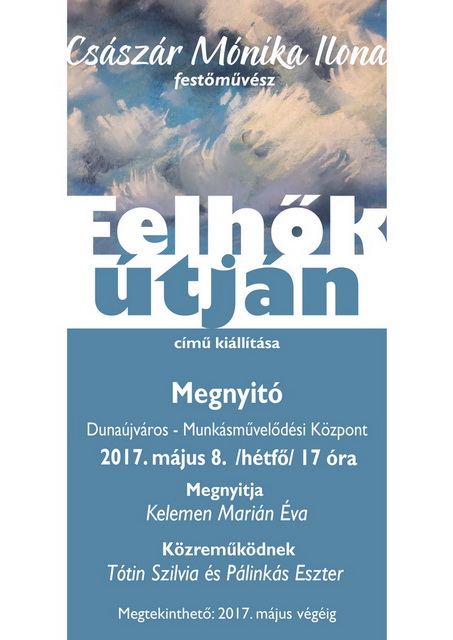 Császár Mónika Ilona
festőművész
Felhők
útján
című kiállítása
Megnyitó
Dunaújváros - Munkásművelődési Központ
2017. május 8. /hétfő/ 17 óra
Megnyitja
Kelemen Marián Éva
Közreműködnek
Tótin Szilvia és Pálinkás Eszter
Megtekinthető: 2017. május végéig